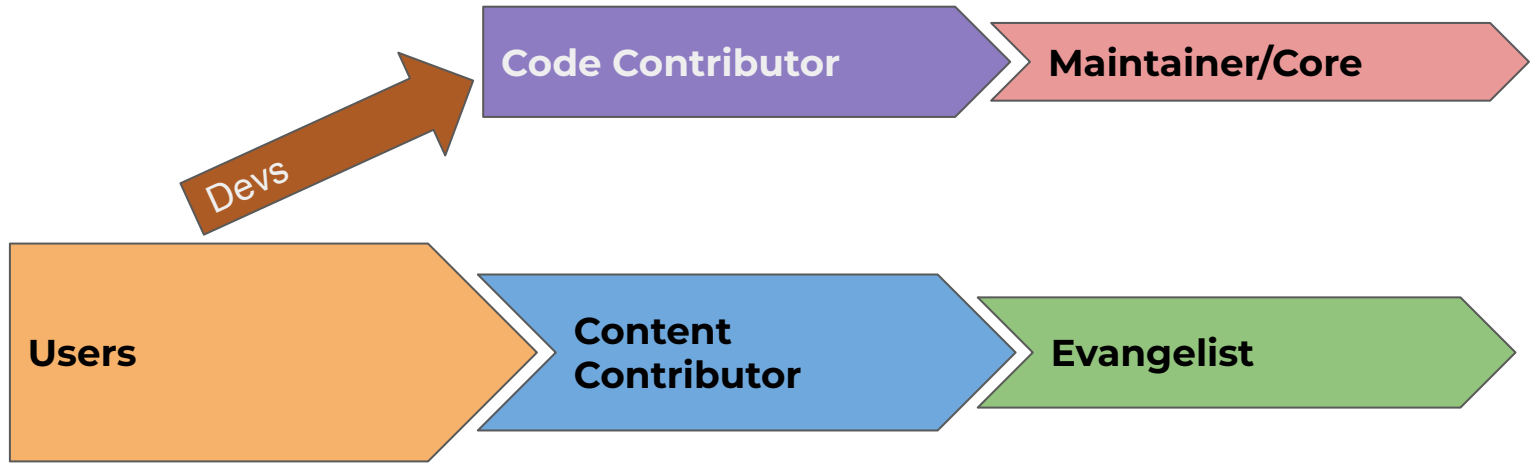 Code Contributor
Maintainer/Core
Devs
Users
Content
Contributor
Evangelist